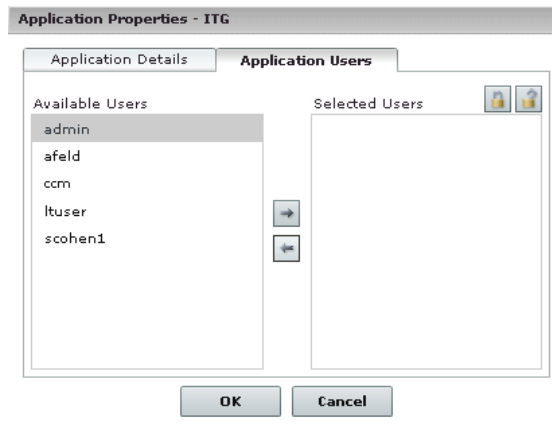 Application Properties - ITG
Application Details
Application Users
Available Users
Selected Users
admin
afeld
ccm
ltuser
scohen1
OK
Cancel